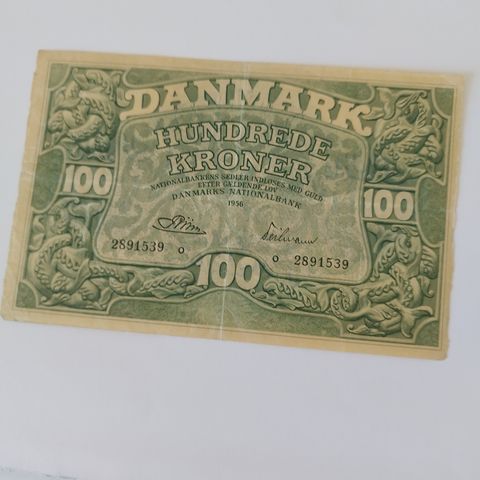 DANMARK
HUNDREDE
KRONER
NATIONALBANKENS SEDLER INDLØSES MED GULD
EFTER GÆLDENDE LOV
DANMARKS NATIONALBANK
1956
100 100
2891539 O O 2891539
100